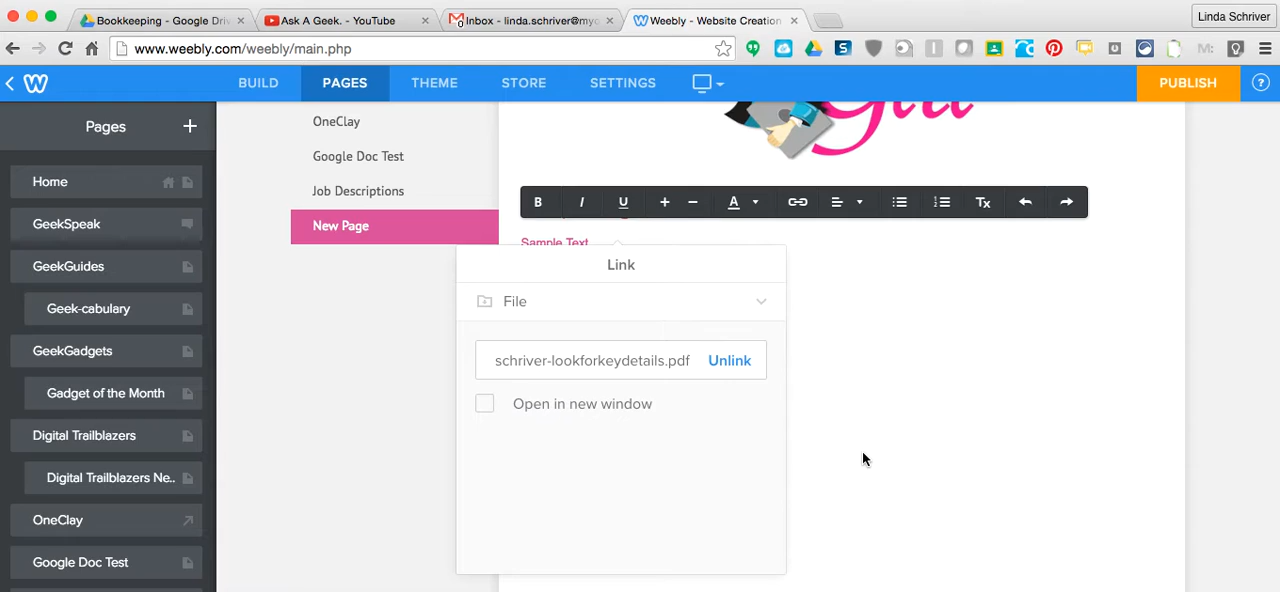 Bookkeeping - Google Driv
Ask A Geek. - YouTube
Inbox - linda.schriver@myo
Weebly - Website Creation
Linda Schriver
www.weebly.com/weebly/main.php
BUILD
PAGES
THEME
STORE
SETTINGS
PUBLISH
?
Pages +
Home
GeekSpeak
GeekGuides
Geek-cabulary
GeekGadgets
Gadget of the Month
Digital Trailblazers
Digital Trailblazers Ne..
OneClay
Google Doc Test
OneClay
Google Doc Test
Job Descriptions
New Page
Girl
B I U + − A Tx
Sample Text
Link
File
schriver-lookforkeydetails.pdf Unlink
Open in new window